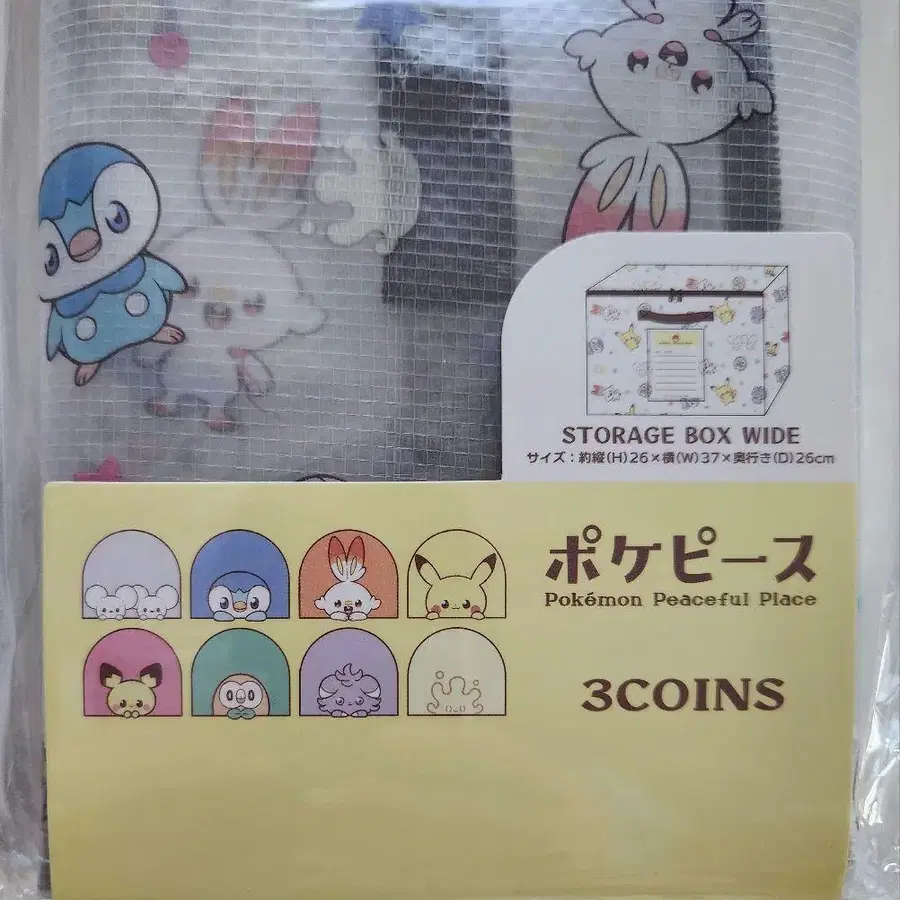 STORAGE BOX WIDE
サイズ：約縦(H)26×横(W)37×奥行き(D)26cm
ポケピース
Pokémon Peaceful Place
3COINS